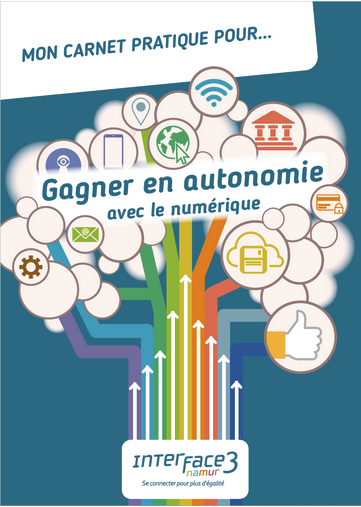 MON CARNET PRATIQUE POUR...
Gagner en autonomie
avec le numérique
INTERFACE3
namur
Se connecter pour plus d'égalité